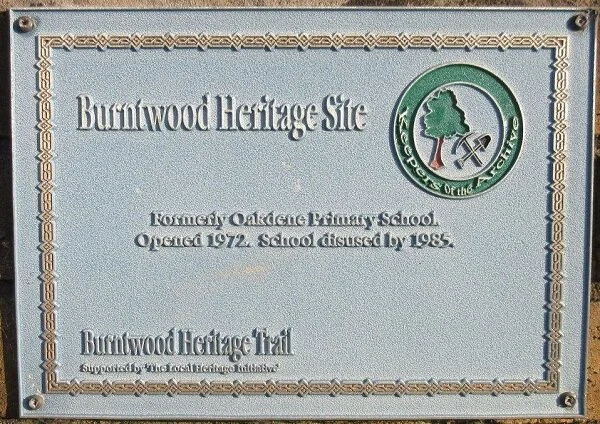 Burntwood Heritage Site
Keepers of the Archive
Formerly Oakdene Primary School.
Opened 1972. School disused by 1985.
Burntwood Heritage Trail
Supported by 'The Local Heritage Initiative'